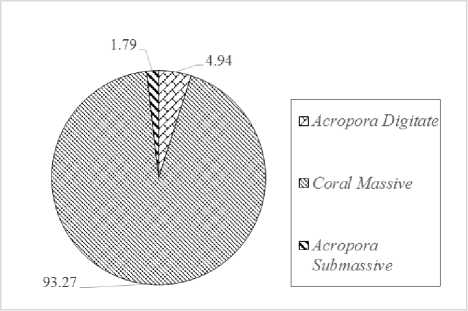 1.79
4.94
93.27
Acropora Digitate
Coral Massive
Acropora
Submassive